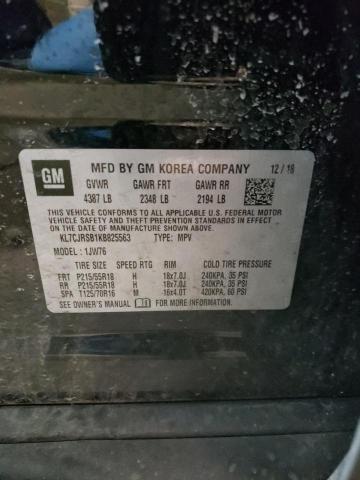 GM
MFD BY GM KOREA COMPANY 12/18
GVWR GAWR FRT GAWR RR
4387 LB 2348 LB 2194 LB
THIS VEHICLE CONFORMS TO ALL APPLICABLE U.S. FEDERAL MOTOR
VEHICLE SAFETY, BUMPER, AND THEFT PREVENTION STANDARDS IN EFFECT
ON THE DATE OF MANUFACTURE SHOWN ABOVE.
KL7CJRSB1KB825563 TYPE: MPV
MODEL : 1JW76
TIRE SIZE SPEED RTG RIM COLD TIRE PRESSURE
FRT P215/55R18 H 18x7.0J 240KPA, 35 PSI
RR P215/55R18 H 18x7.0J 240KPA, 35 PSI
SPA T125/70R16 M 16x4.0T 420KPA, 60 PSI
SEE OWNER'S MANUAL FOR ADDITIONAL INFORMATION.